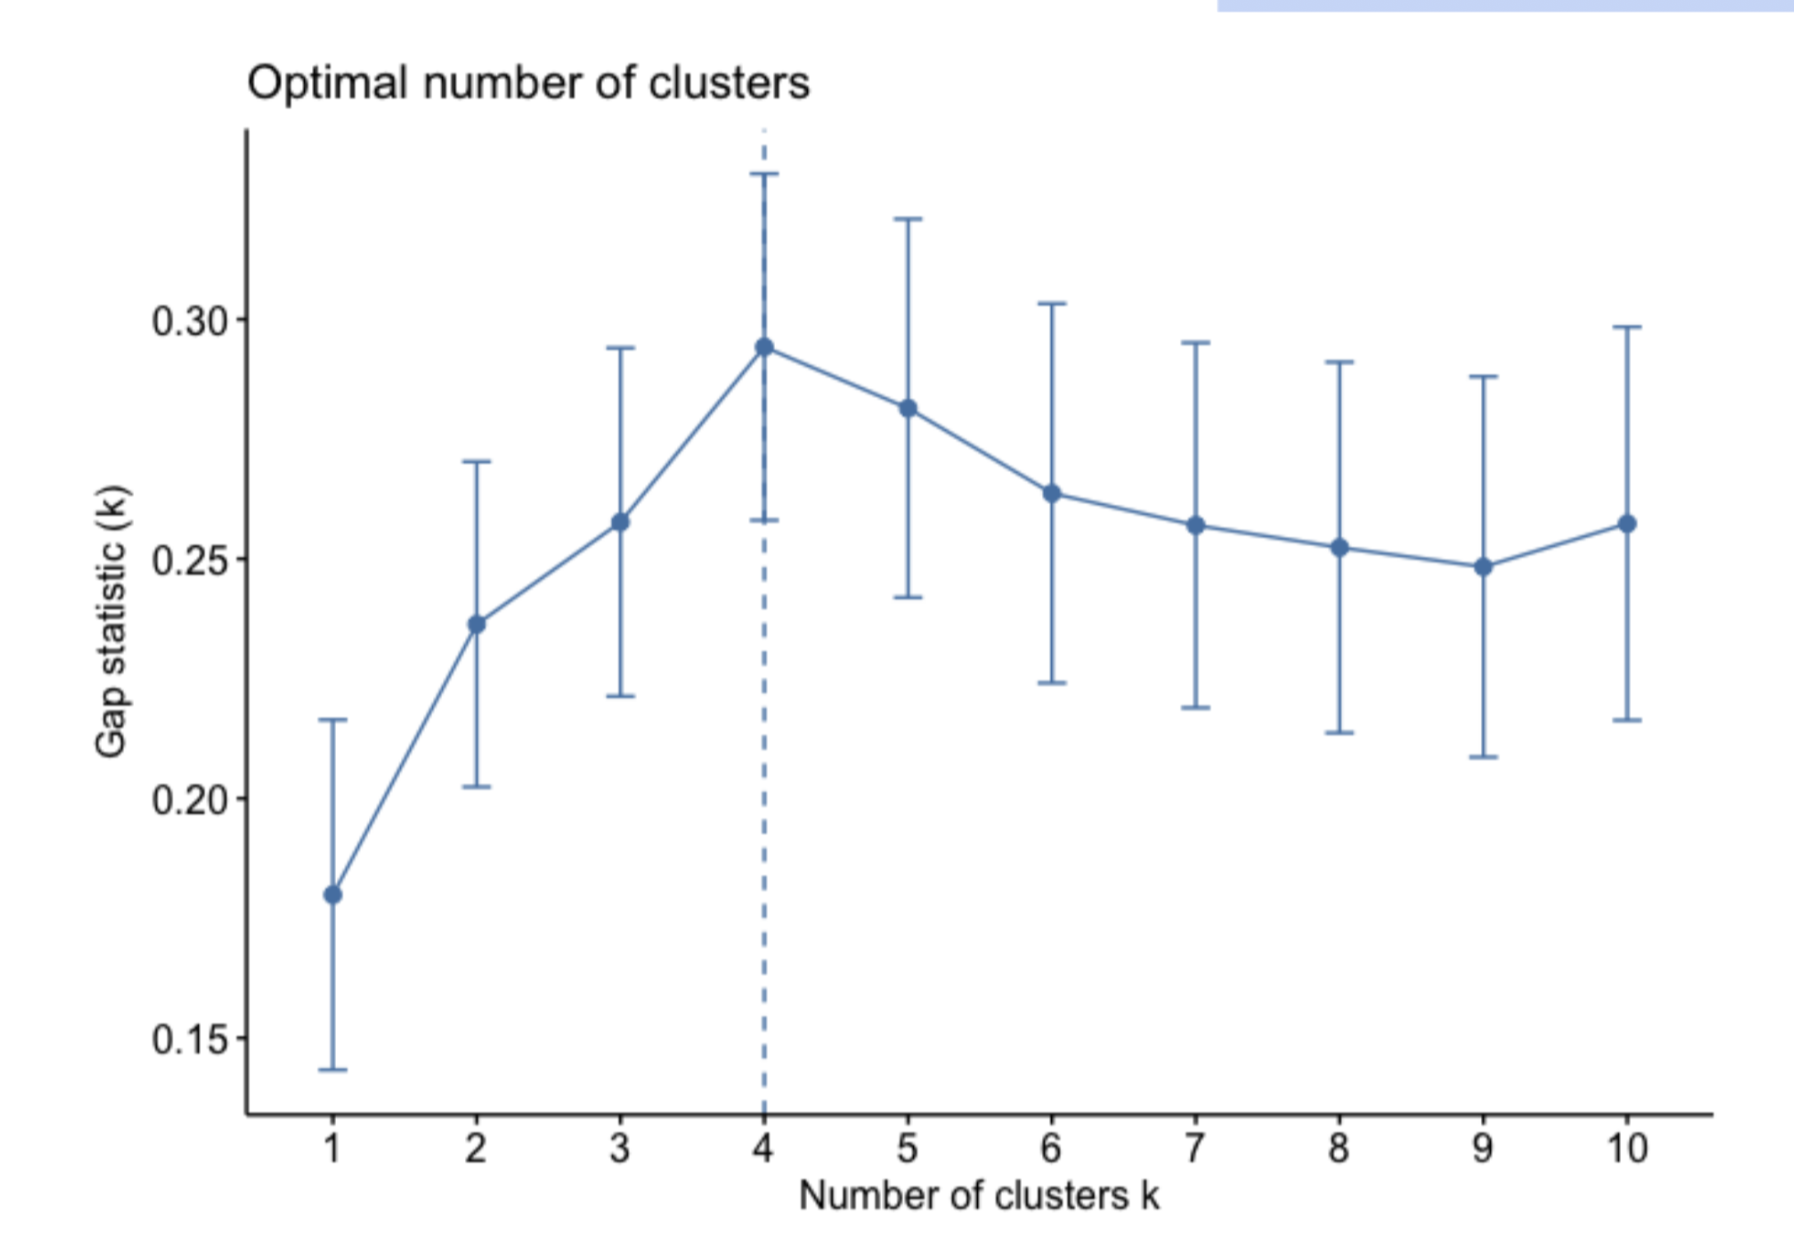 Optimal number of clusters
0.30
0.25
0.20
0.15
Gap statistic (k)
1 2 3 4 5 6 7 8 9 10
Number of clusters k